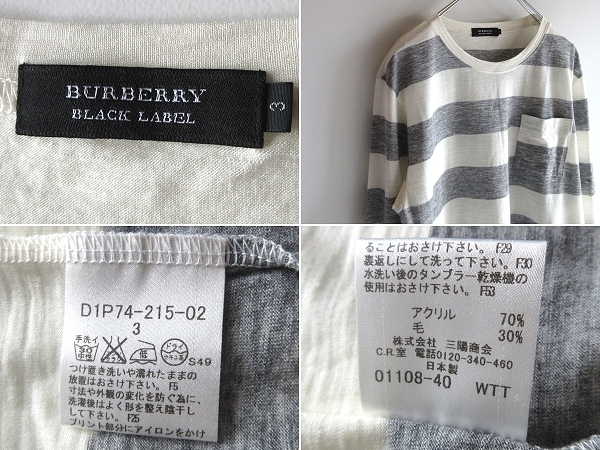 BURBERRY
BLACK LABEL
3
BLACK LABEL
D1P74-215-02
3
手洗イ
低
ドライ
S49
つけ置き洗いや濡れたままの
放置はおさけ下さい。F5
寸法や外観の変化を防ぐ為に、
洗濯後はよく形を整え陰干し
して下さい。F25
プリント部分にアイロンをかけ
ることはおさけ下さい。F29
裏返しにして洗って下さい。F30
水洗い後のタンブラー乾燥機の
使用はおさけ下さい。F53
アクリル 70%
毛 30%
株式会社 三陽商会
C.R.室 電話0120-340-460
日本製
01108-40 WTT